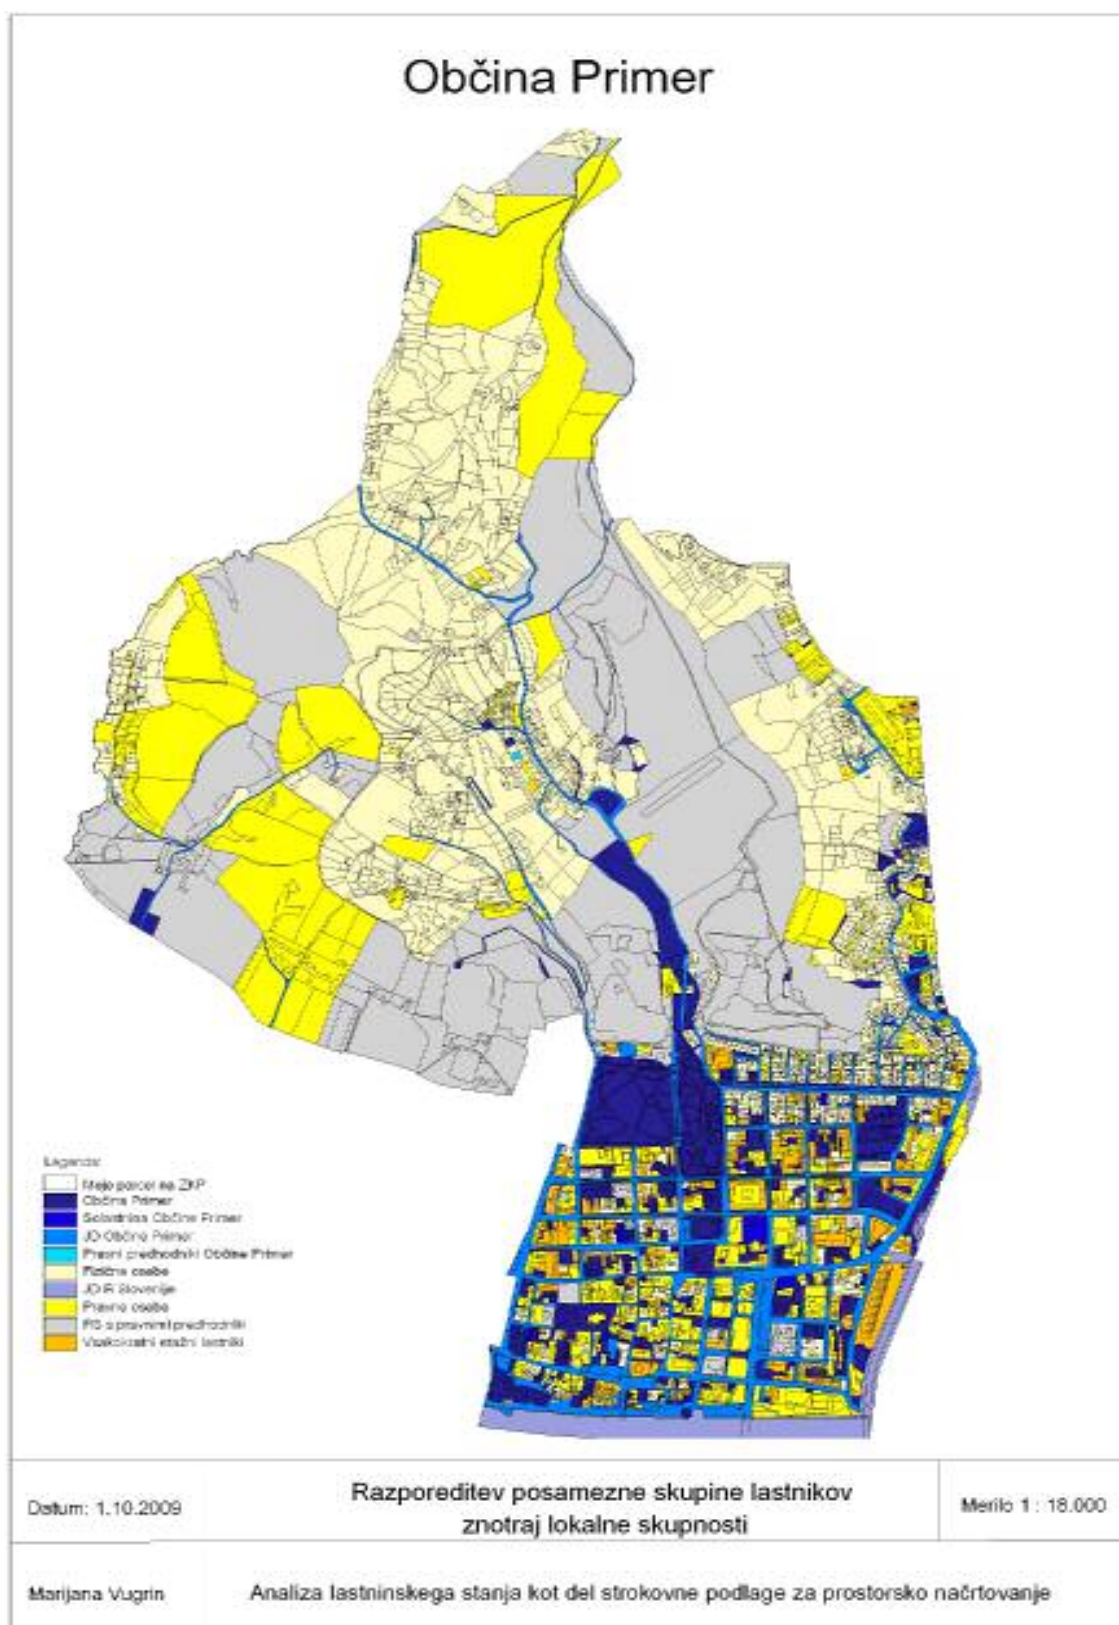 Občina Primer
Legenda:
Meje parcel na ZKP
Občina Primer
Solastnina Občine Primer
JD Občine Primer
Pravni predhodniki Občine Primer
Fizične osebe
JD R Slovenije
Pravne osebe
RS s pravnimi predhodniki
Vsakokratni etažni lastniki
Datum: 1.10.2009
Razporeditev posamezne skupine lastnikov
znotraj lokalne skupnosti
Merilo 1 : 18.000
Marijana Vugrin
Analiza lastninskega stanja kot del strokovne podlage za prostorsko načrtovanje